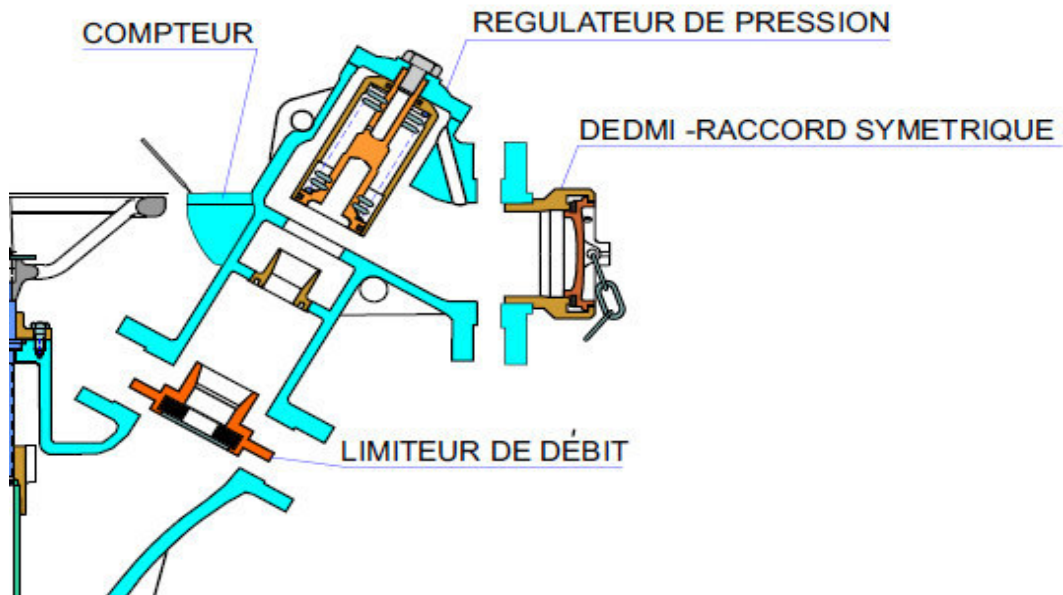 COMPTEUR
REGULATEUR DE PRESSION
DEDMI -RACCORD SYMETRIQUE
LIMITEUR DE DÉBIT